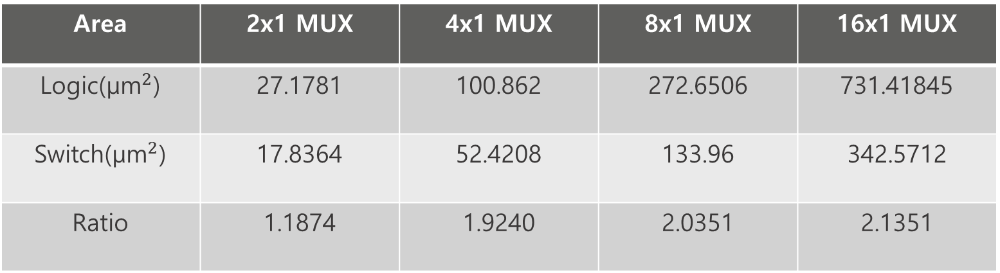 Area 2x1 MUX 4x1 MUX 8x1 MUX 16x1 MUX
Logic(μm²) 27.1781 100.862 272.6506 731.41845
Switch(μm²) 17.8364 52.4208 133.96 342.5712
Ratio 1.1874 1.9240 2.0351 2.1351